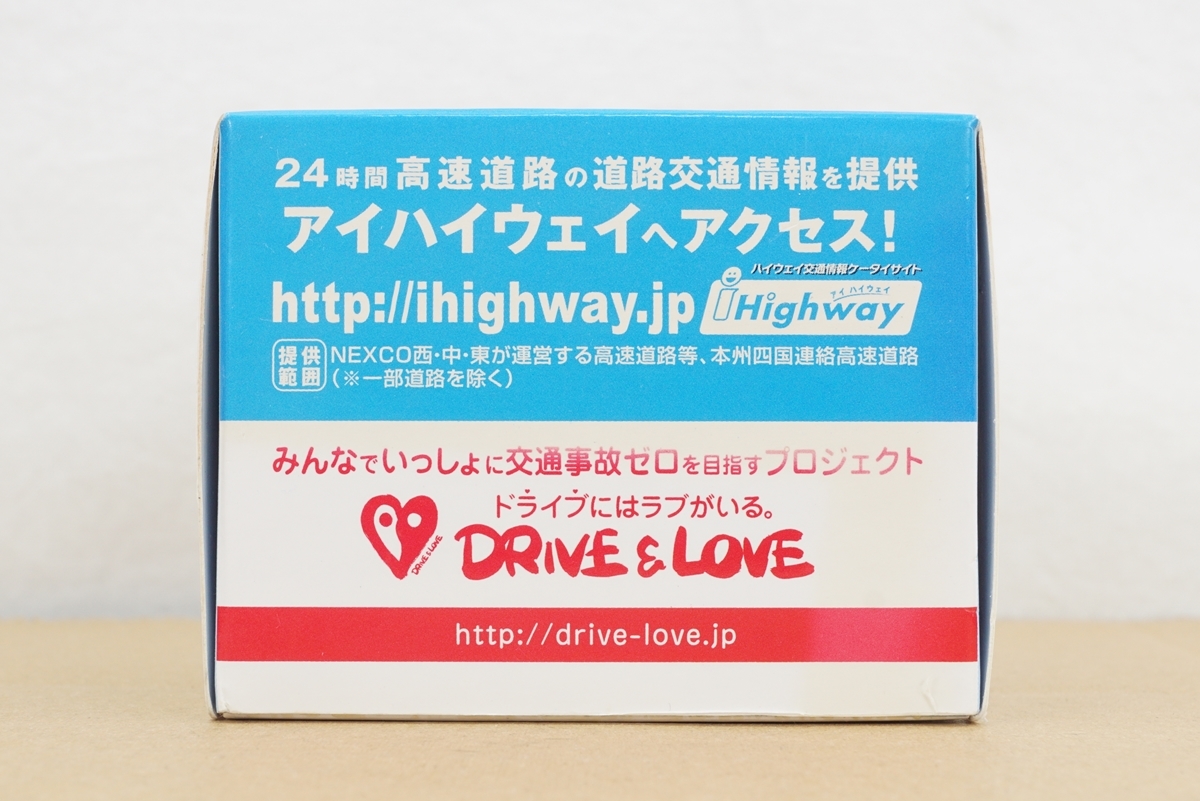 24時間高速道路の道路交通情報を提供
アイハイウェイへアクセス!
ハイウェイ交通情報ケータイサイト
http://ihighway.jp
アイ ハイウェイ
iHighway
提供範囲
NEXCO西・中・東が運営する高速道路等、本州四国連絡高速道路
(※一部道路を除く)
みんなでいっしょに交通事故ゼロを目指すプロジェクト
ドライブにはラブがいる。
DRIVE & LOVE
DRIVE & LOVE
http://drive-love.jp